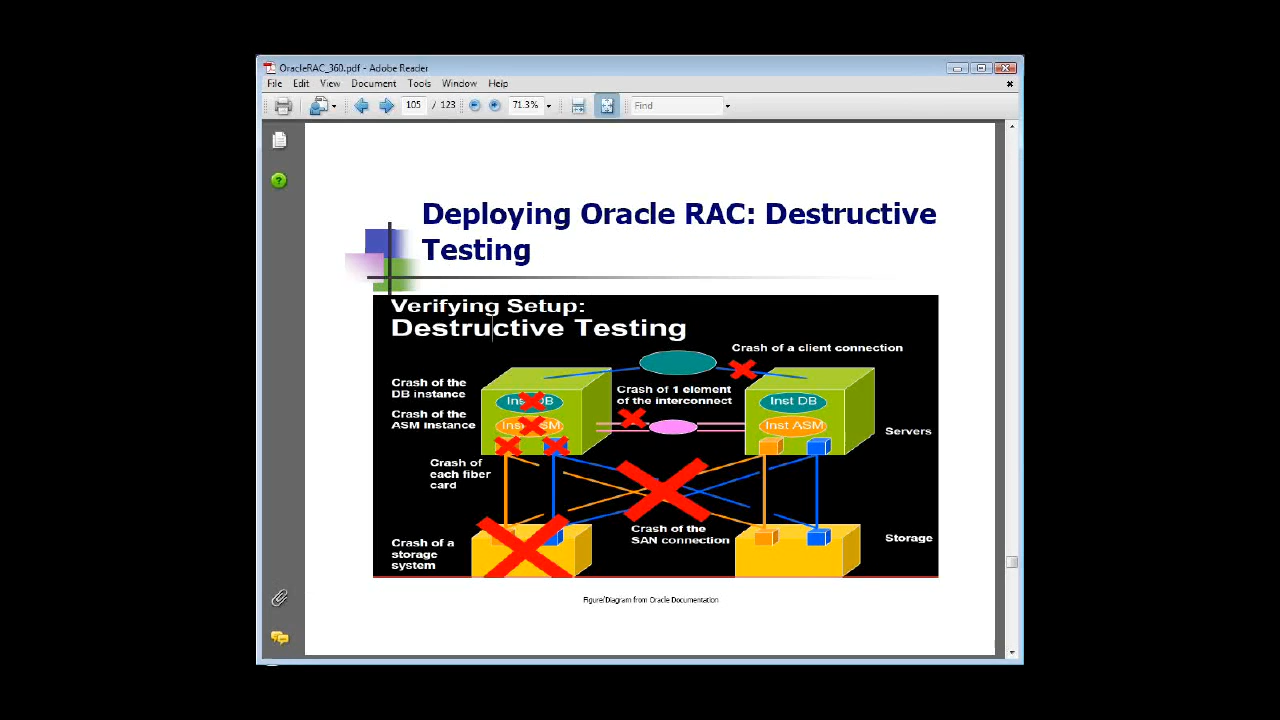 OracleRAC_360.pdf - Adobe Reader
File Edit View Document Tools Window Help
105 / 123 71.3% Find
Deploying Oracle RAC: Destructive
Testing
Verifying Setup:
Destructive Testing
Crash of a client connection
Crash of the
DB instance
Crash of 1 element
of the interconnect
Inst DB
Inst DB
Crash of the
ASM instance
Inst ASM
Inst ASM
Servers
Crash of
each fiber
card
Crash of the
SAN connection
Crash of a
storage
system
Storage
Figure/Diagram from Oracle Documentation